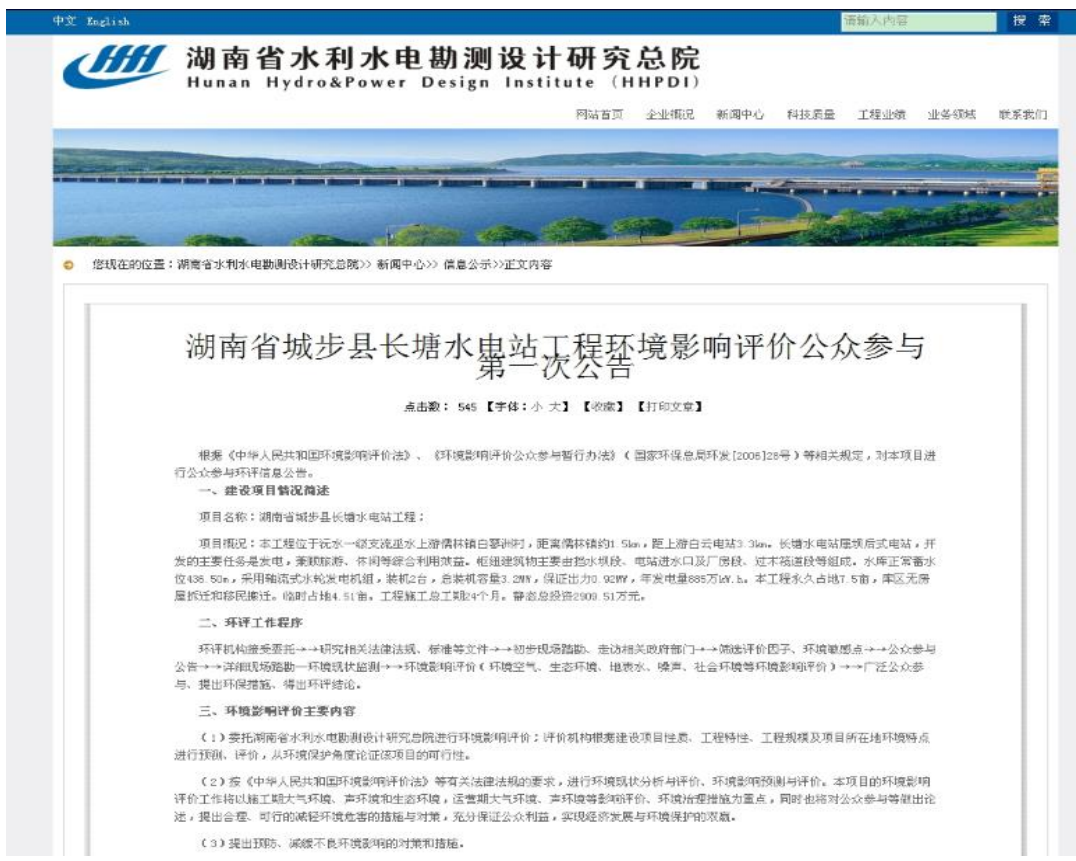 中文 English
请输入内容 搜 索
湖南省水利水电勘测设计研究总院
Hunan Hydro&Power Design Institute (HHPDI)
网站首页 企业概况 新闻中心 科技质量 工程业绩 业务领域 联系我们
您现在的位置：湖南省水利水电勘测设计研究总院>> 新闻中心>> 信息公示>>正文内容
湖南省城步县长塘水电站工程环境影响评价公众参与
第一次公告
点击数： 545 【字体：小 大】 【收藏】 【打印文章】
根据《中华人民共和国环境影响评价法》、《环境影响评价公众参与暂行办法》（国家环保总局环发[2006]28号）等相关规定，对本项目进
行公众参与环评信息公告。
一、建设项目情况简述
项目名称：湖南省城步县长塘水电站工程；
项目概况：本工程位于沅水一级支流巫水上游儒林镇白蓼洲村，距离儒林镇约1.5km，距上游白云电站3.3km。长塘水电站属坝后式电站，开
发的主要任务是发电，兼顾旅游、休闲等综合利用效益。枢纽建筑物主要由挡水坝段、电站进水口及厂房段、过木筏道段等组成。水库正常蓄水
位436.50m，采用轴流式水轮发电机组，装机2台，总装机容量3.2MW，保证出力0.92MW，年发电量885万kW.h。本工程永久占地7.5亩，库区无房
屋拆迁和移民搬迁。临时占地4.51亩。工程施工总工期24个月。静态总投资2909.51万元。
二、环评工作程序
环评机构接受委托→→研究相关法律法规、标准等文件→→初步现场踏勘、走访相关政府部门→→筛选评价因子、环境敏感点→→公众参与
公告→→详细现场踏勘—环境现状监测→→环境影响评价（环境空气、生态环境、地表水、噪声、社会环境等环境影响评价）→→广泛公众参
与、提出环保措施、得出环评结论。
三、环境影响评价主要内容
（1）委托湖南省水利水电勘测设计研究总院进行环境影响评价；评价机构根据建设项目性质、工程特性、工程规模及项目所在地环境特点
进行预测、评价，从环境保护角度论证该项目的可行性。
（2）按《中华人民共和国环境影响评价法》等有关法律法规的要求，进行环境现状分析与评价、环境影响预测与评价。本项目的环境影响
评价工作将以施工期大气环境、声环境和生态环境，运营期大气环境、声环境等影响评价、环境治理措施为重点，同时也将对公众参与等做出论
述，提出合理、可行的减轻环境危害的措施与对策，充分保证公众利益，实现经济发展与环境保护的双赢。
（3）提出预防、减缓不良环境影响的对策和措施。